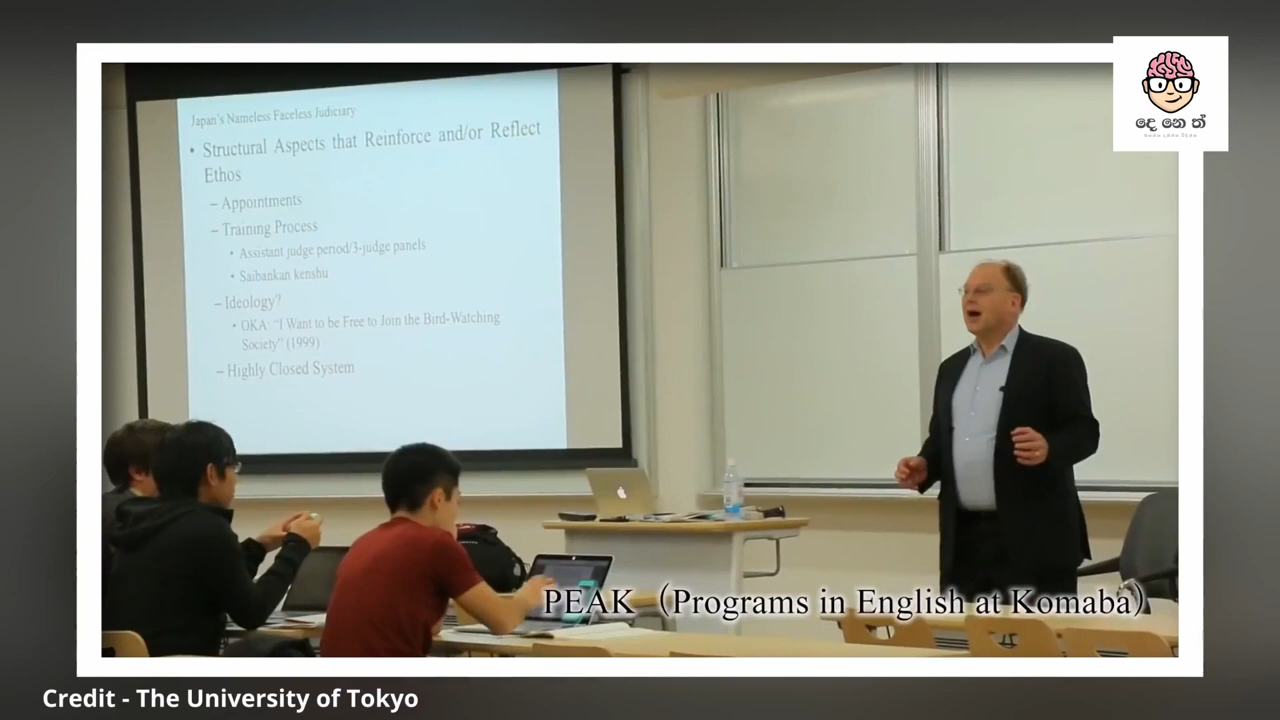 Japan's Nameless Faceless Judiciary
• Structural Aspects that Reinforce and/or Reflect
Ethos
– Appointments
– Training Process
• Assistant judge period/3-judge panels
• Saibankan kenshu
– Ideology?
• OKA: “I Want to be Free to Join the Bird-Watching
Society” (1999)
– Highly Closed System
දෙ නෙ ත්
PEAK（Programs in English at Komaba）
Credit - The University of Tokyo